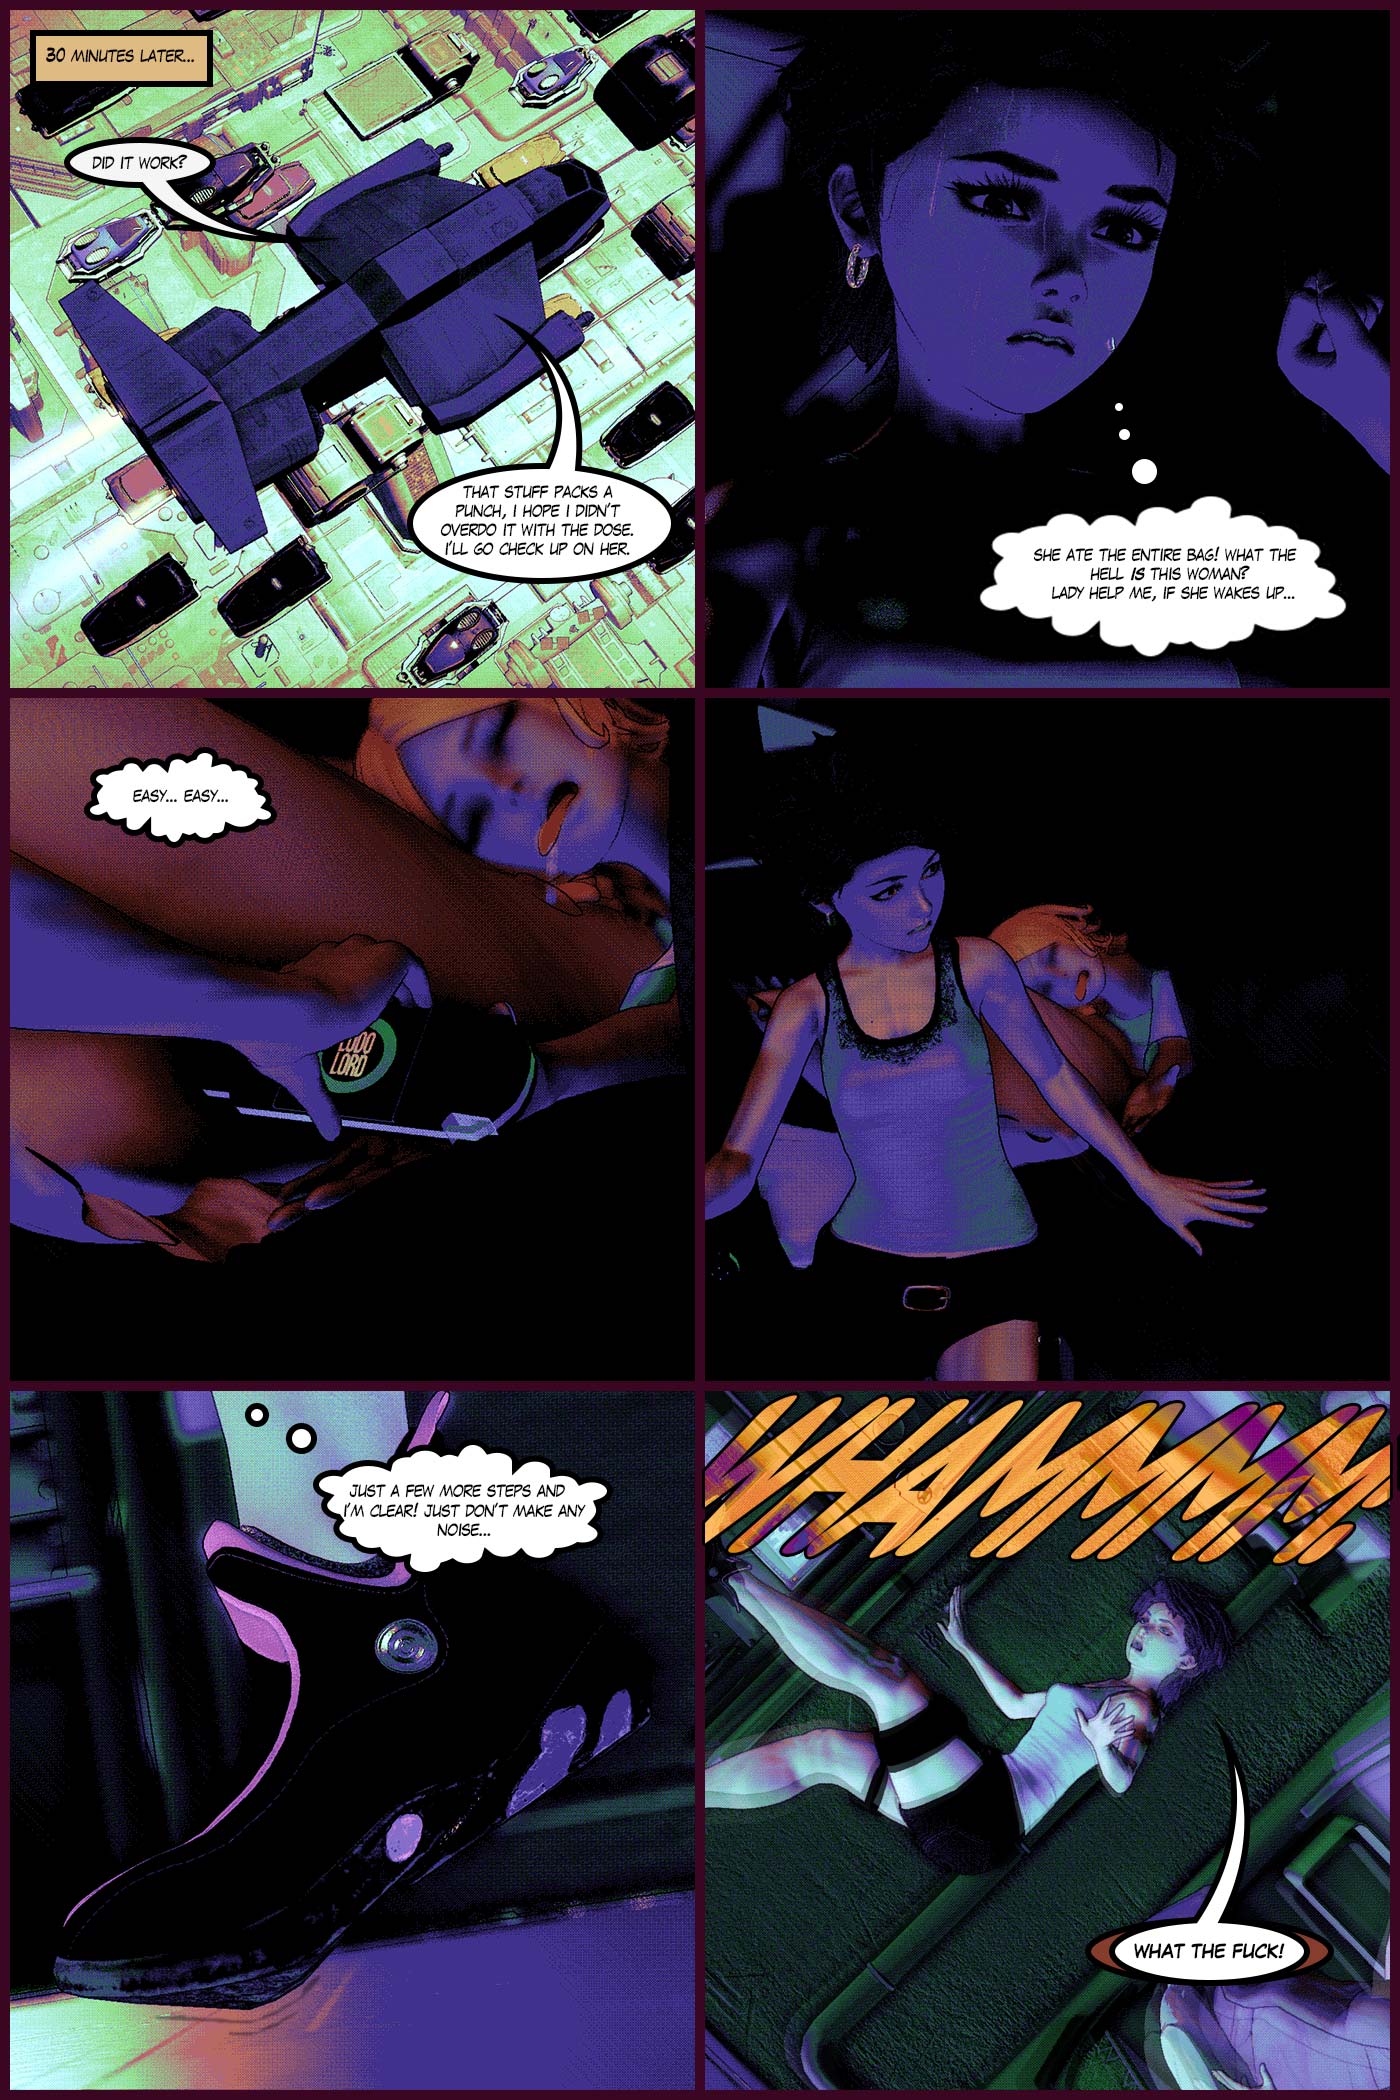 30 MINUTES LATER...
DID IT WORK?
THAT STUFF PACKS A
PUNCH, I HOPE I DIDN'T
OVERDO IT WITH THE DOSE.
I'LL GO CHECK UP ON HER.
SHE ATE THE ENTIRE BAG! WHAT THE
HELL IS THIS WOMAN?
LADY HELP ME, IF SHE WAKES UP...
EASY... EASY...
LUDO
LORD
JUST A FEW MORE STEPS AND
I'M CLEAR! JUST DON'T MAKE ANY
NOISE...
WHAMMMM
WHAT THE FUCK!